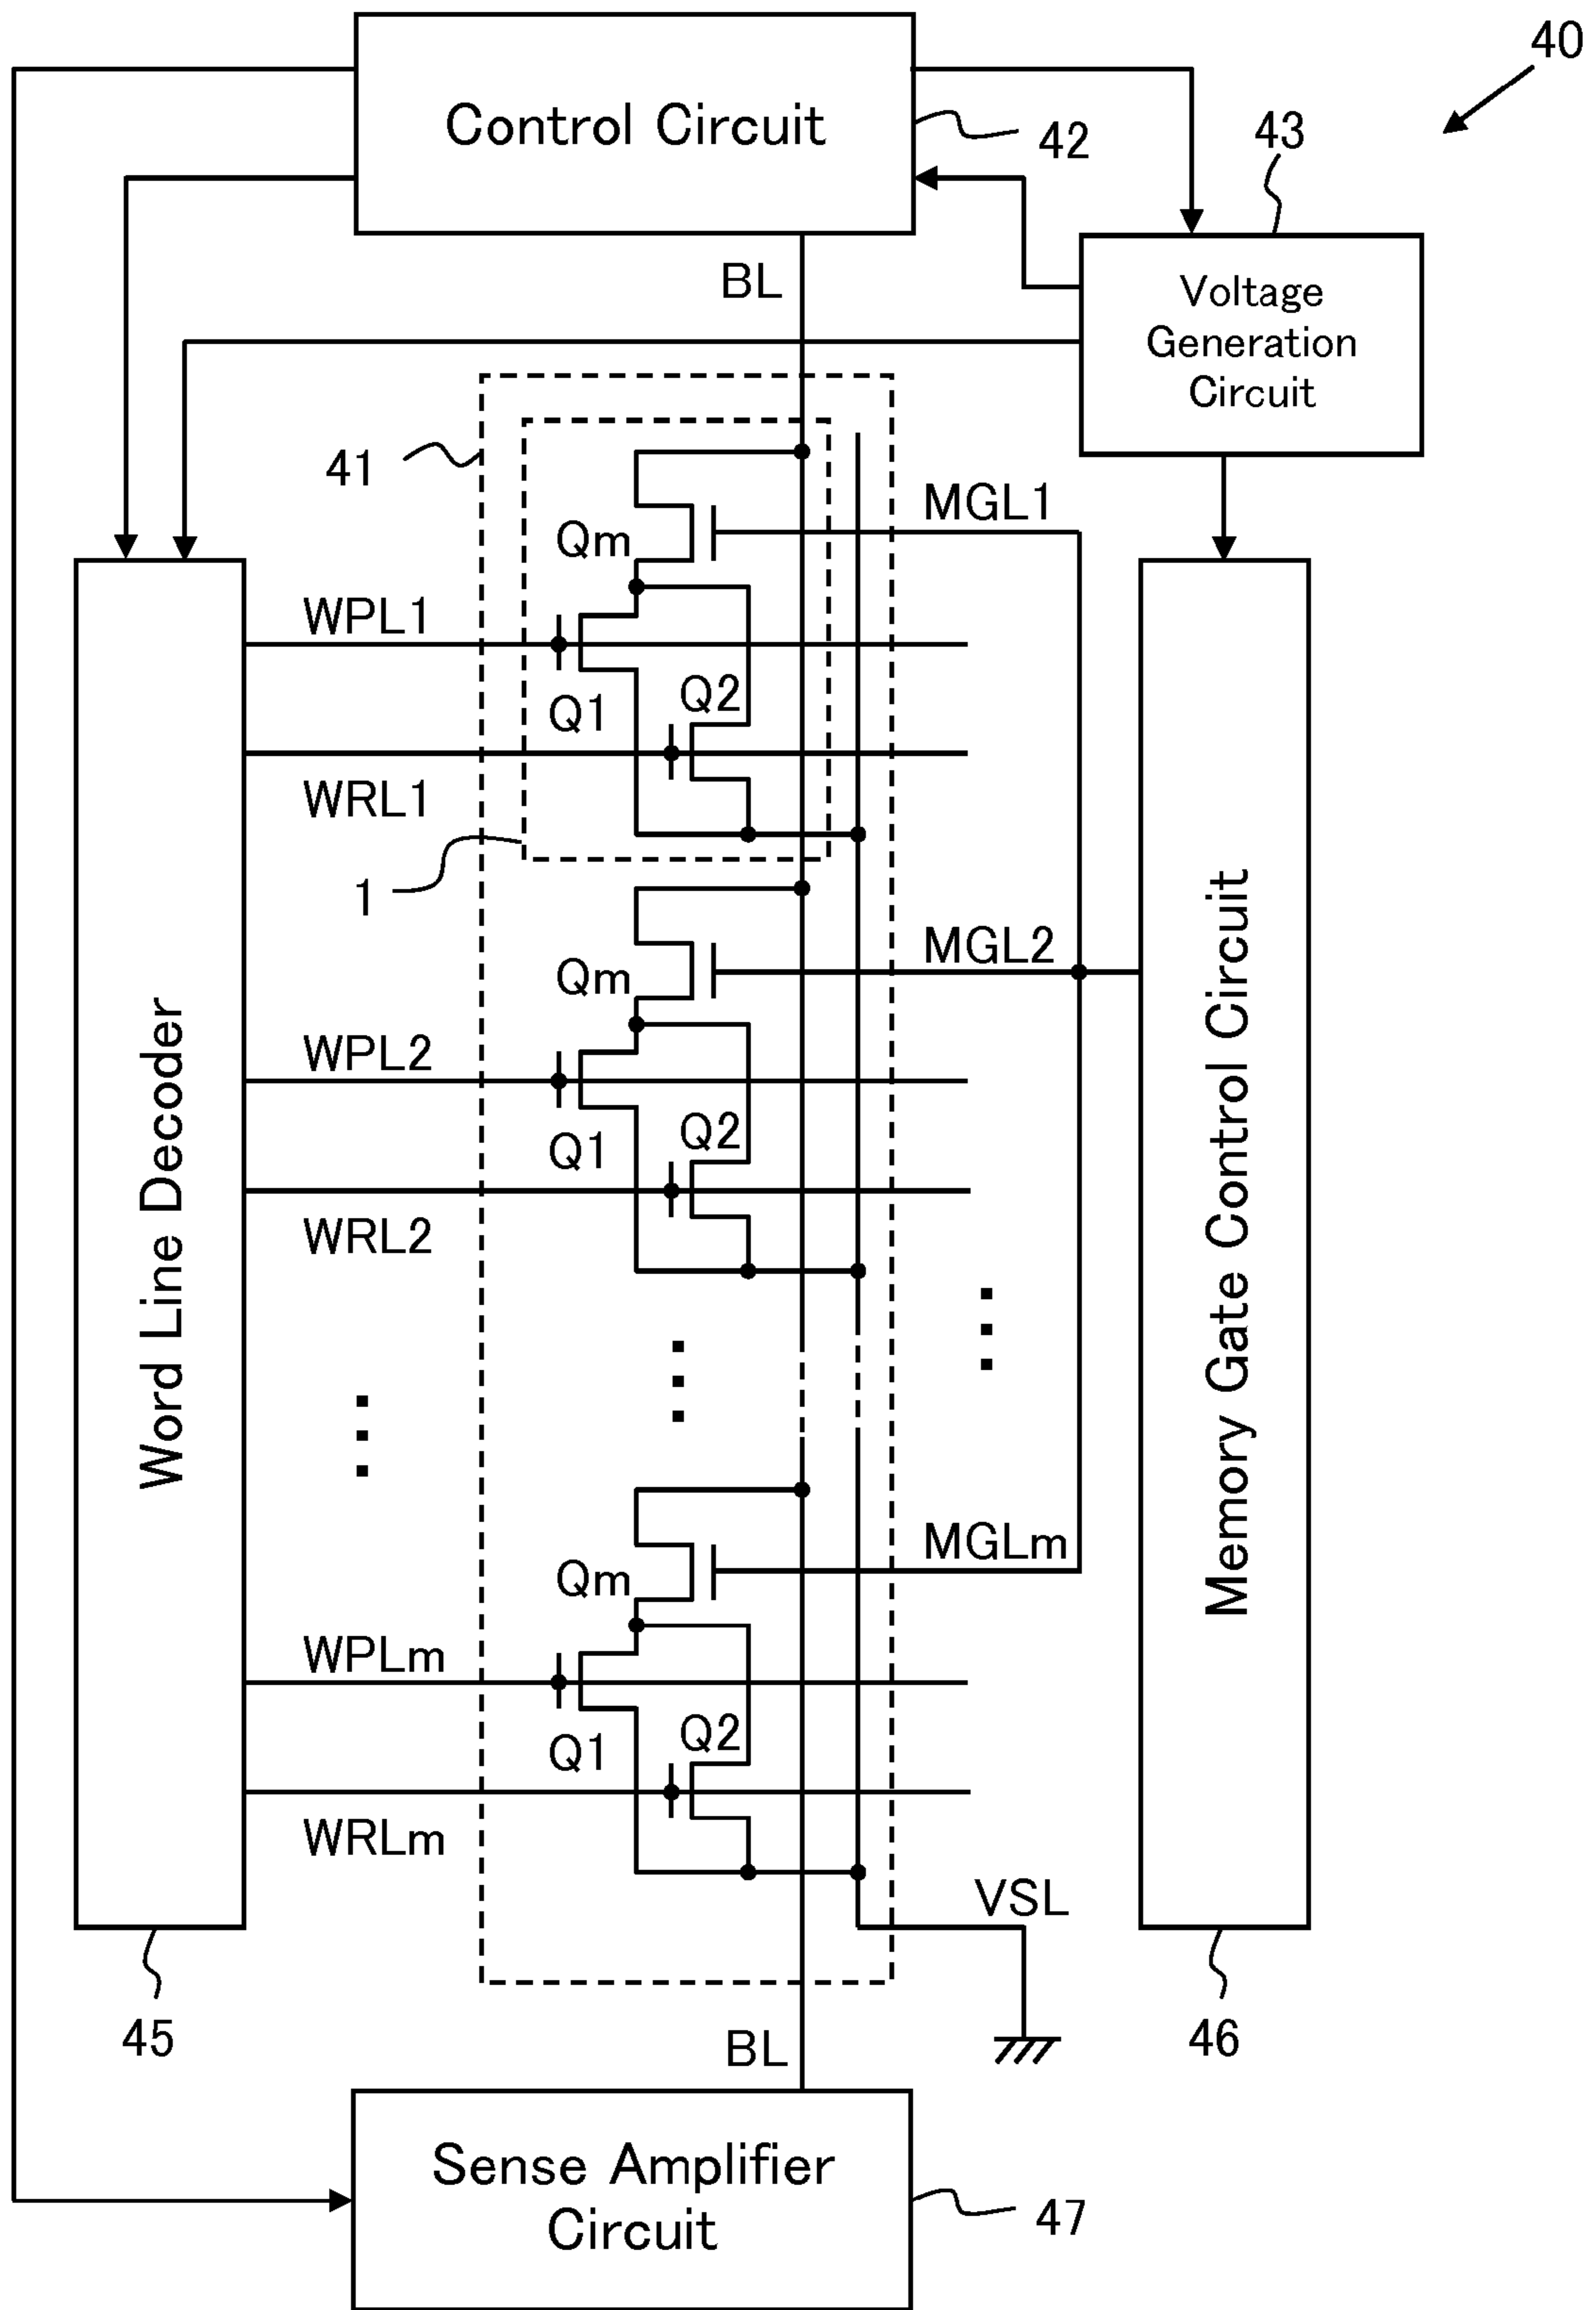 40
Control Circuit
42
43
BL
Voltage
Generation
Circuit
41
MGL1
Qm
WPL1
Q1
Q2
WRL1
1
MGL2
Qm
WPL2
Q1
Q2
WRL2
Word Line Decoder
Memory Gate Control Circuit
MGLm
Qm
WPLm
Q1
Q2
WRLm
VSL
45
46
BL
Sense Amplifier
Circuit
47